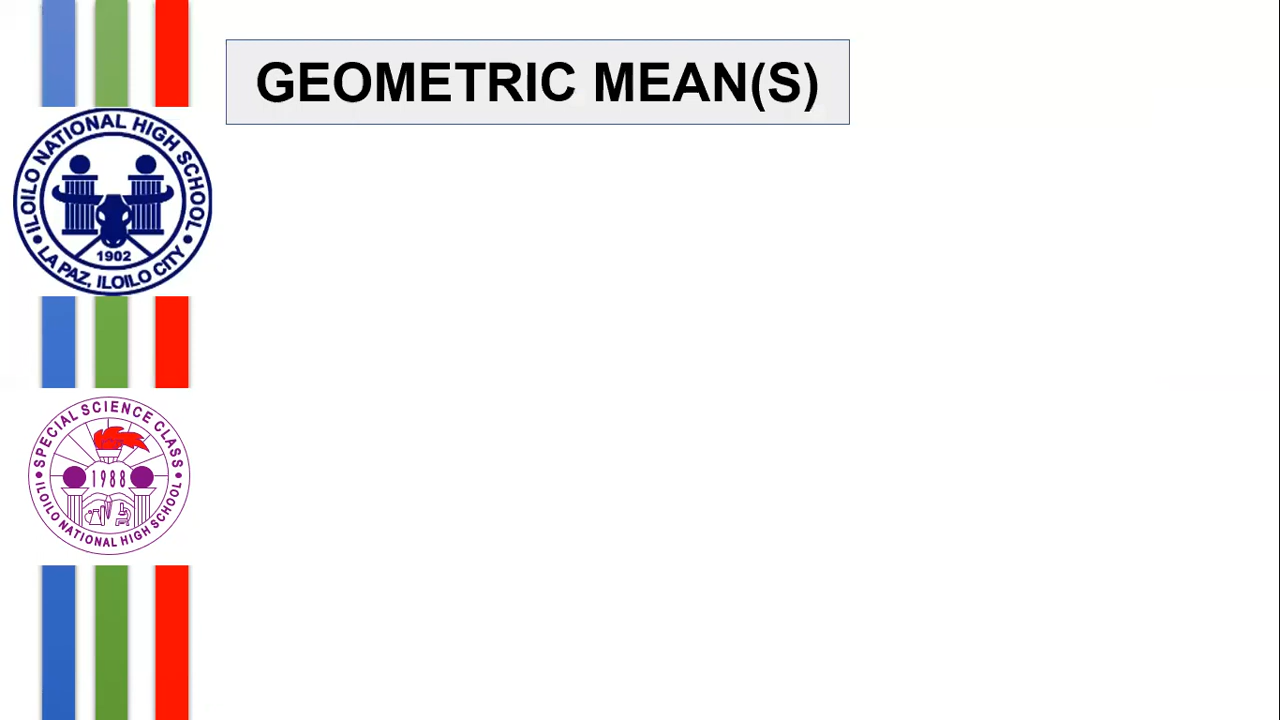 GEOMETRIC MEAN(S)
ILOILO NATIONAL HIGH SCHOOL
1902
LA PAZ, ILOILO CITY
SPECIAL SCIENCE CLASS
1988
ILOILO NATIONAL HIGH SCHOOL